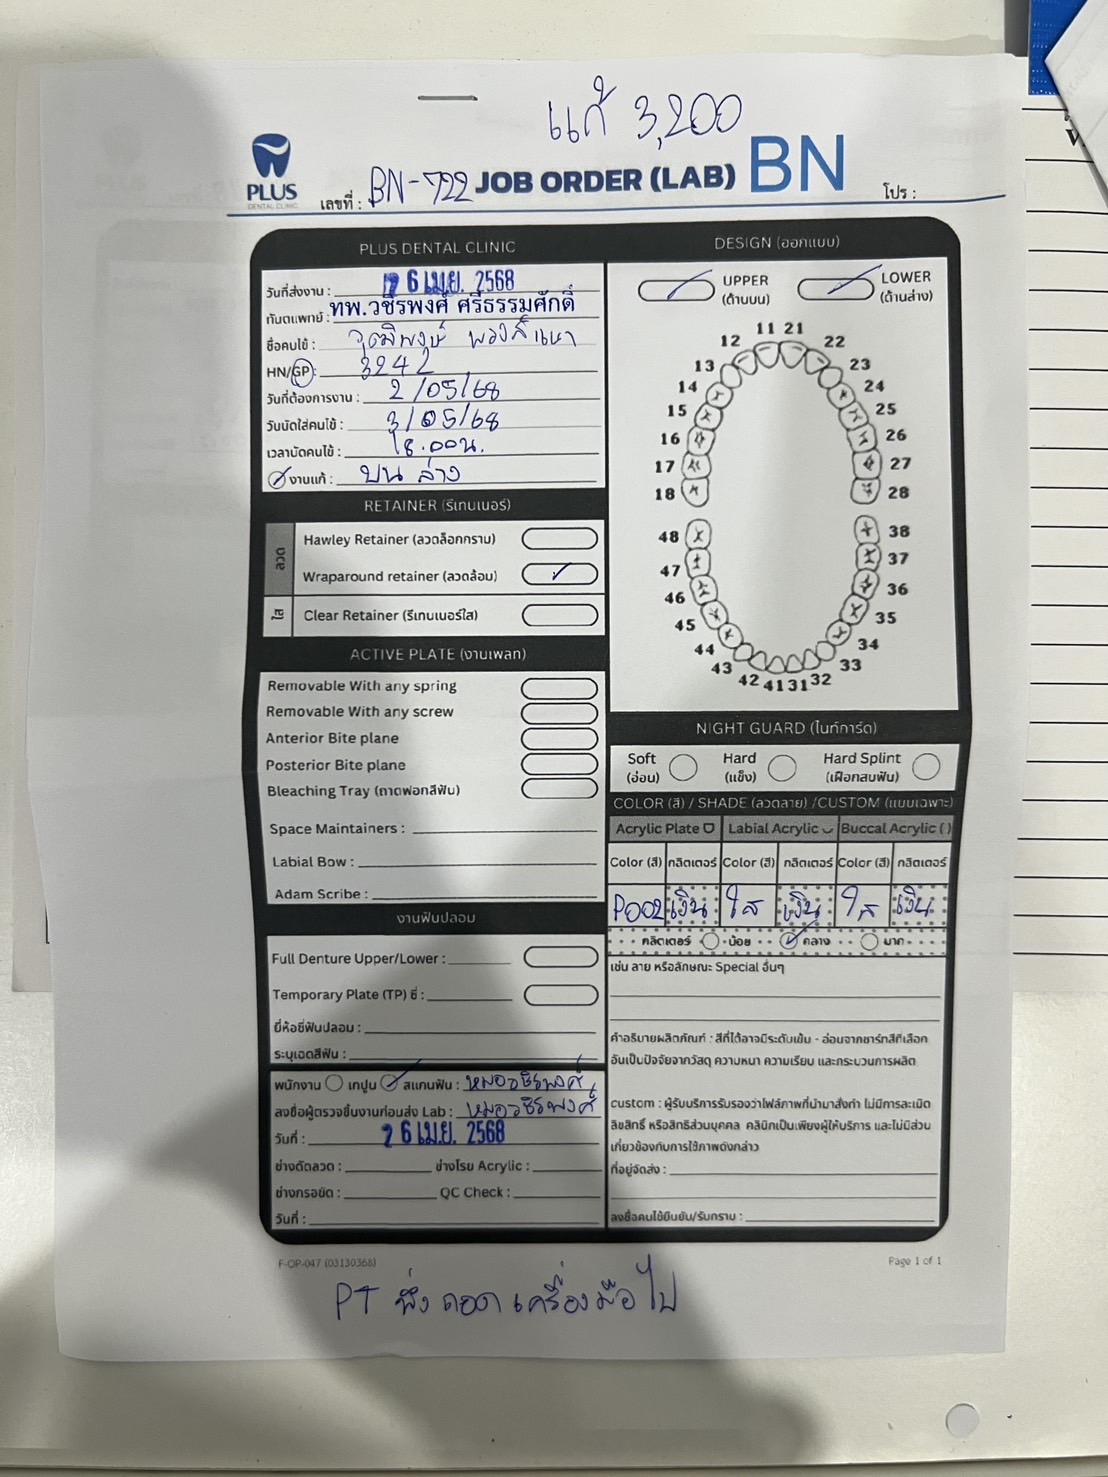 แก้ 3,200
PLUS
DENTAL CLINIC
เลขที่ : BN-722 JOB ORDER (LAB) BN โปร :
PLUS DENTAL CLINIC
วันที่ส่งงาน : 26 เม.ย. 2568
ทันตแพทย์ : ทพ.วชิรพงศ์ ศรีธรรมศักดิ์
ชื่อคนไข้ : วุฒิพงษ์
HN/GP : 3242
วันที่ต้องการงาน : 2/05/68
วันนัดใส่คนไข้ : 3/05/68
เวลานัดคนไข้ : 18.00น.
งานแก้ : บน ล่าง
RETAINER (รีเทนเนอร์)
ลวด
Hawley Retainer (ลวดล็อกกราม)
Wraparound retainer (ลวดล้อม)
ใส
Clear Retainer (รีเทนเนอร์ใส)
ACTIVE PLATE (งานเพลท)
Removable With any spring
Removable With any screw
Anterior Bite plane
Posterior Bite plane
Bleaching Tray (ถาดฟอกสีฟัน)
Space Maintainers :
Labial Bow :
Adam Scribe :
งานฟันปลอม
Full Denture Upper/Lower :
Temporary Plate (TP) ซี่ :
ยี่ห้อซี่ฟันปลอม :
ระบุเฉดสีฟัน :
พนักงาน เทปูน สแกนฟัน : หมอวชิรพงศ์
ลงชื่อผู้ตรวจชิ้นงานก่อนส่ง Lab : หมอวชิรพงศ์
วันที่ : 26 เม.ย. 2568
ช่างดัดลวด : ช่างโรย Acrylic :
ช่างกรอขัด : QC Check :
วันที่ :
DESIGN (ออกแบบ)
UPPER
(ด้านบน)
LOWER
(ด้านล่าง)
11 21
12 22
13 23
14 24
15 25
16 26
17 27
18 28
48 38
47 37
46 36
45 35
44 34
43 33
42 41 31 32
NIGHT GUARD (ไนท์การ์ด)
Soft
(อ่อน)
Hard
(แข็ง)
Hard Splint
(เฝือกสบฟัน)
COLOR (สี) / SHADE (ลวดลาย) /CUSTOM (แบบเฉพาะ)
Acrylic Plate Labial Acrylic Buccal Acrylic ( )
Color (สี) กลิตเตอร์ Color (สี) กลิตเตอร์ Color (สี) กลิตเตอร์
P002 เงิน ใส เงิน ใส เงิน
กลิตเตอร์ น้อย กลาง มาก
เช่น ลาย หรือลักษณะ Special อื่นๆ
คำอธิบายผลิตภัณฑ์ : สีที่ได้อาจมีระดับเข้ม - อ่อนจากชาร์ทสีที่เลือก
อันเป็นปัจจัยจากวัสดุ ความหนา ความเรียบ และกระบวนการผลิต
custom : ผู้รับบริการรับรองว่าไฟล์ภาพที่นำมาสั่งทำ ไม่มีการละเมิด
ลิขสิทธิ์ หรือสิทธิส่วนบุคคล คลินิกเป็นเพียงผู้ให้บริการ และไม่มีส่วน
เกี่ยวข้องกับการใช้ภาพดังกล่าว
ที่อยู่จัดส่ง :
ลงชื่อคนไข้ยืนยัน/รับทราบ :
F-OP-047 (03130368)
Page 1 of 1
PT พึ่ง ถอด เครื่องมือ ไป